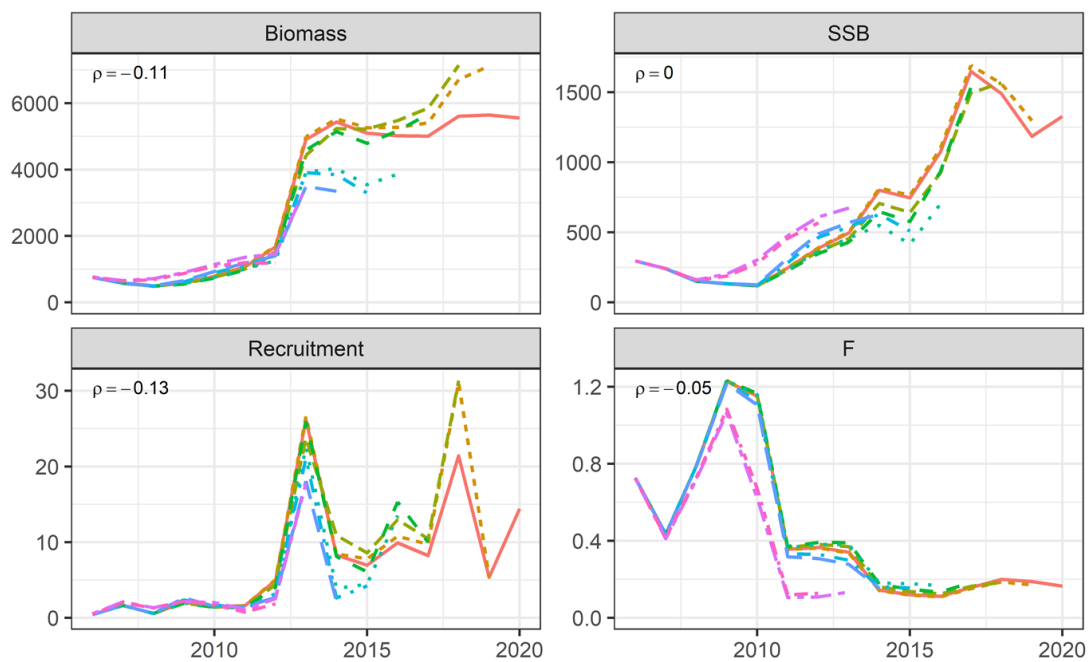 Biomass
SSB
ρ = −0.11
ρ = 0
6000
4000
2000
0
1500
1000
500
0
Recruitment
F
ρ = −0.13
ρ = −0.05
30
20
10
0
1.2
0.8
0.4
0.0
2010
2015
2020
2010
2015
2020